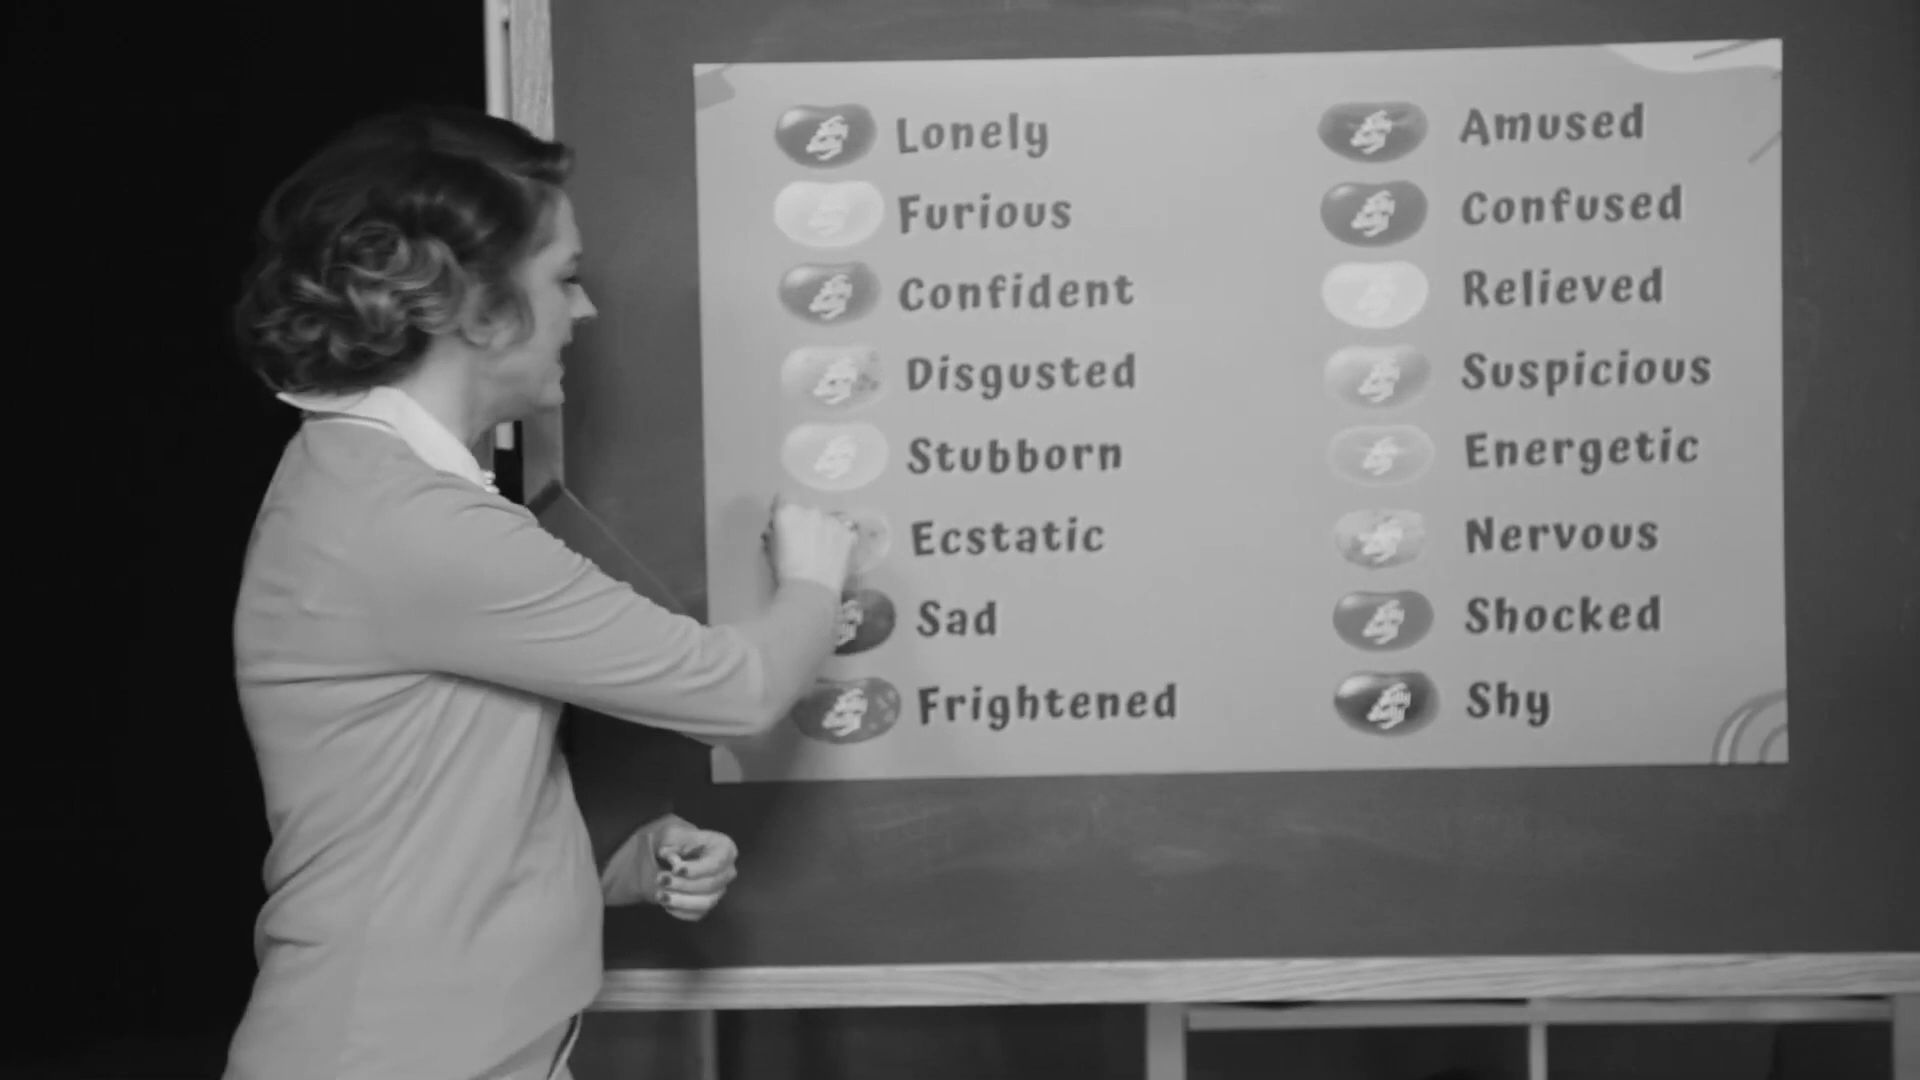 Lonely
Furious
Confident
Disgusted
Stubborn
Ecstatic
Sad
Frightened
Amused
Confused
Relieved
Suspicious
Energetic
Nervous
Shocked
Shy